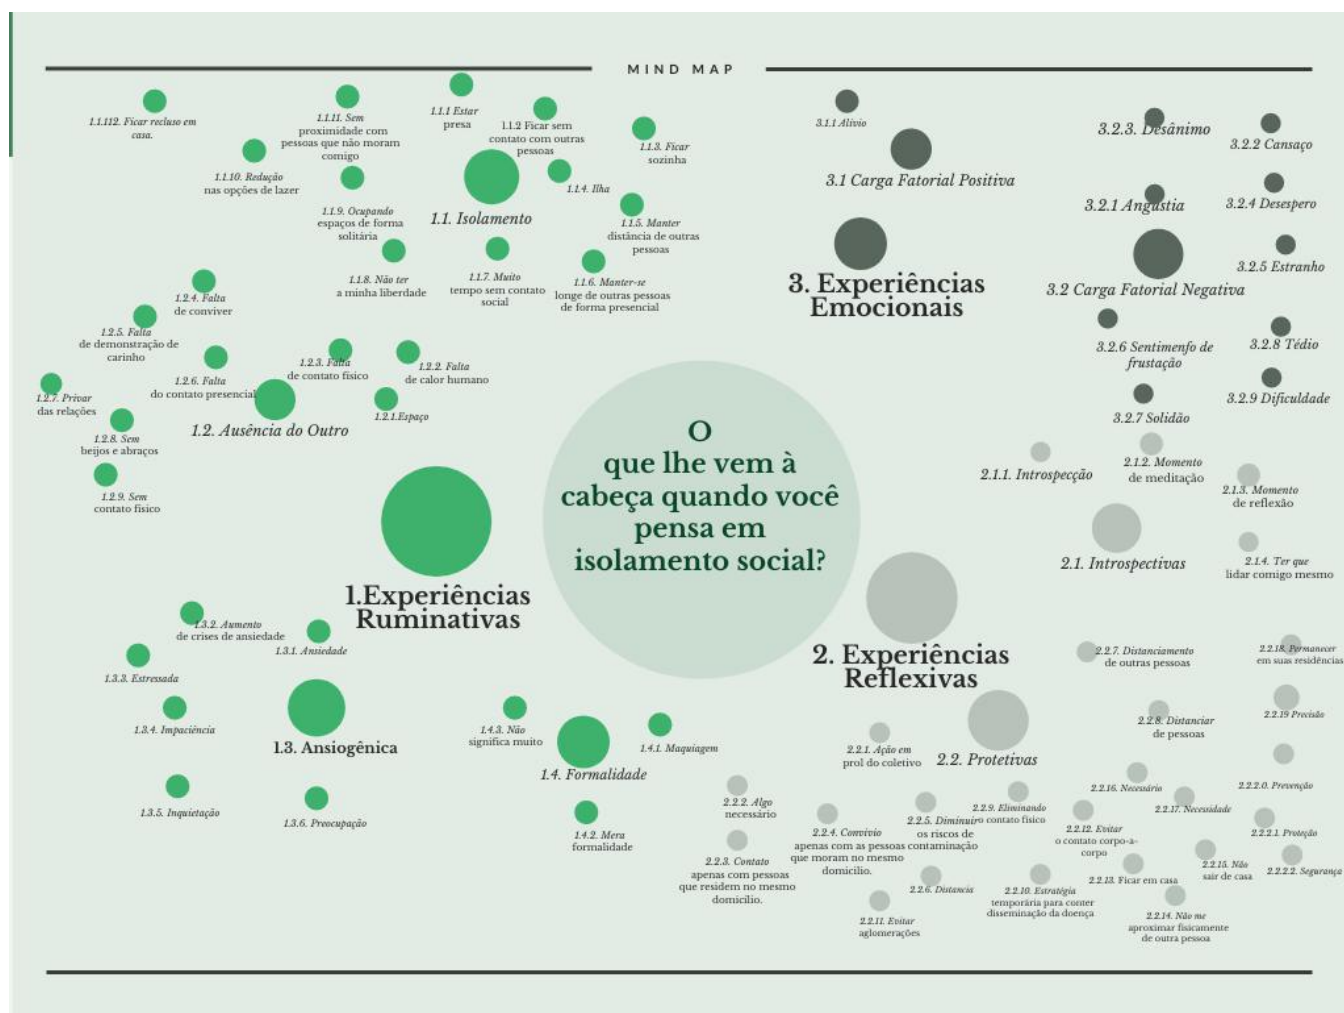 MIND MAP
1.1.112. Ficar recluso em
casa.
1.1.11. Sem
proximidade com
pessoas que não moram
comigo
1.1.1 Estar
presa
1.1.2 Ficar sem
contato com outras
pessoas
1.1.3. Ficar
sozinha
1.1.10. Redução
nas opções de lazer
1.1.4. Ilha
1.1.9. Ocupando
espaços de forma
solitária
1.1. Isolamento
1.1.5. Manter
distância de outras
pessoas
1.1.8. Não ter
a minha liberdade
1.1.7. Muito
tempo sem contato
social
1.1.6. Manter-se
longe de outras pessoas
de forma presencial
1.2.4. Falta
de conviver
1.2.5. Falta
de demonstração de
carinho
1.2.6. Falta
do contato presencial
1.2.3. Falta
de contato físico
1.2.2. Falta
de calor humano
1.2.7. Privar
das relações
1.2.1.Espaço
1.2. Ausência do Outro
1.2.8. Sem
beijos e abraços
1.2.9. Sem
contato físico
3.1.1 Alívio
3.1 Carga Fatorial Positiva
3.2.3. Desânimo
3.2.2 Cansaço
3.2.1 Angústia
3.2.4 Desespero
3. Experiências
Emocionais
3.2.5 Estranho
3.2 Carga Fatorial Negativa
3.2.6 Sentimenfo de
frustação
3.2.8 Tédio
3.2.9 Dificuldade
3.2.7 Solidão
O
que lhe vem à
cabeça quando você
pensa em
isolamento social?
2.1.1. Introspecção
2.1.2. Momento
de meditação
2.1.3. Momento
de reflexão
2.1. Introspectivas
2.1.4. Ter que
lidar comigo mesmo
1.Experiências
Ruminativas
1.3.2. Aumento
de crises de ansiedade
1.3.1. Ansiedade
1.3.3. Estressada
1.3.4. Impaciência
1.3. Ansiogênica
1.3.5. Inquietação
1.3.6. Preocupação
1.4.3. Não
significa muito
1.4.1. Maquiagem
1.4. Formalidade
1.4.2. Mera
formalidade
2. Experiências
Reflexivas
2.2.7. Distanciamento
de outras pessoas
2.2.18. Permanecer
em suas residências
2.2.8. Distanciar
de pessoas
2.2.19 Precisão
2.2.1. Ação em
prol do coletivo
2.2. Protetivas
2.2.16. Necessário
2.2.2.0. Prevenção
2.2.2. Algo
necessário
2.2.4. Convívio
apenas com as pessoas
que moram no mesmo
domicílio.
2.2.5. Diminuir
os riscos de
contaminação
2.2.9. Eliminando
o contato físico
2.2.17. Necessidade
2.2.12. Evitar
o contato corpo-a-
corpo
2.2.2.1. Proteção
2.2.3. Contato
apenas com pessoas
que residem no mesmo
domicílio.
2.2.6. Distancia
2.2.10. Estratégia
temporária para conter
disseminação da doença
2.2.13. Ficar em casa
2.2.15. Não
sair de casa
2.2.2.2. Segurança
2.2.11. Evitar
aglomerações
2.2.14. Não me
aproximar fisicamente
de outra pessoa